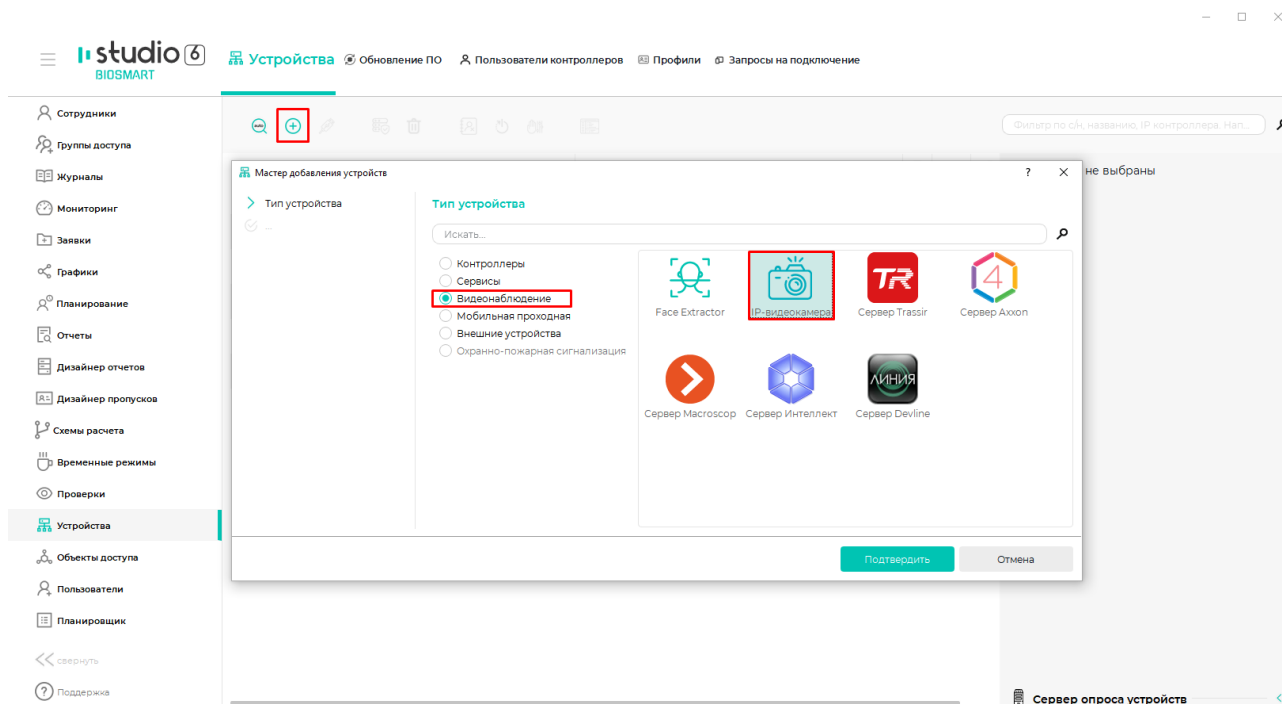 studio 6
BIOSMART
Устройства
Обновление ПО
Пользователи контроллеров
Профили
Запросы на подключение
Сотрудники
Группы доступа
Журналы
Мониторинг
Заявки
Графики
Планирование
Отчеты
Дизайнер отчетов
Дизайнер пропусков
Схемы расчета
Временные режимы
Проверки
Устройства
Объекты доступа
Пользователи
Планировщик
свернуть
Поддержка
Фильтр по с/н, названию, IP контроллера. Нап...
не выбраны
Мастер добавления устройств
?
Тип устройства
...
Тип устройства
Искать...
Контроллеры
Сервисы
Видеонаблюдение
Мобильная проходная
Внешние устройства
Охранно-пожарная сигнализация
Face Extractor
IP-видеокамера
TR
Сервер Trassir
4
Сервер Axxon
Сервер Macroscop
Сервер Интеллект
ЛИНИЯ
Сервер Devline
Подтвердить
Отмена
Сервер опроса устройств